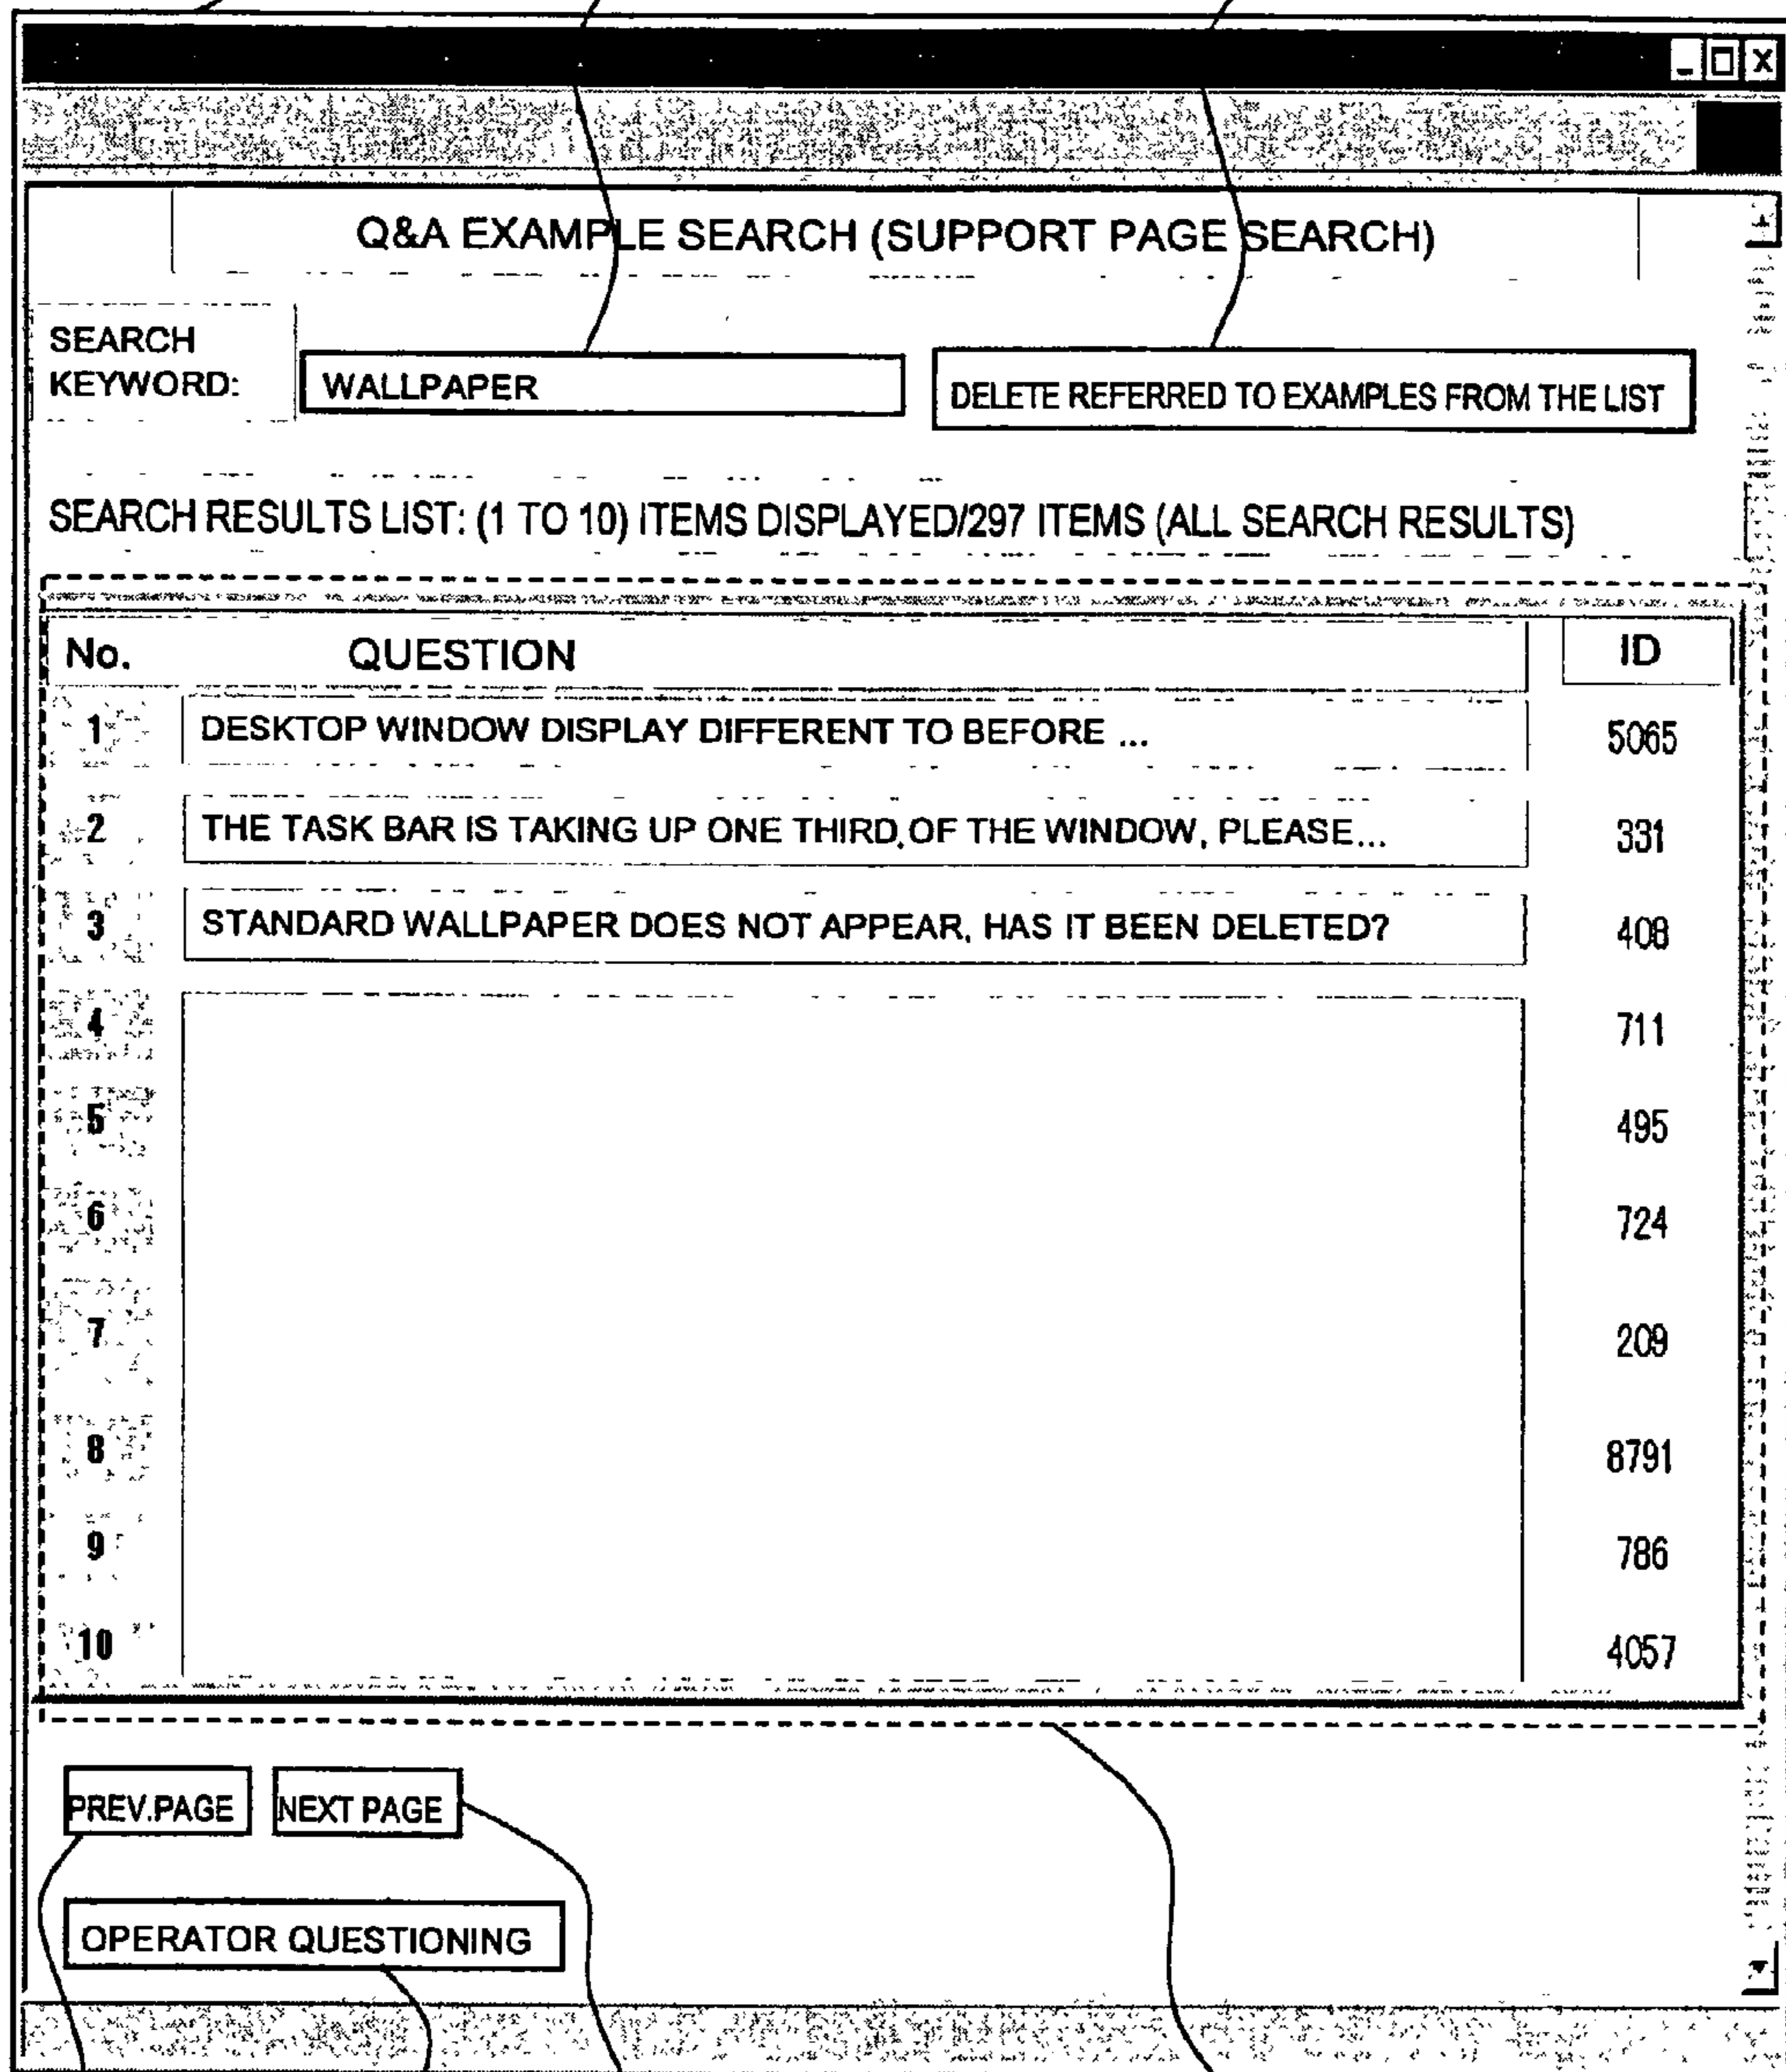 Q&A EXAMPLE SEARCH (SUPPORT PAGE SEARCH)
SEARCH
KEYWORD:
WALLPAPER
DELETE REFERRED TO EXAMPLES FROM THE LIST
SEARCH RESULTS LIST: (1 TO 10) ITEMS DISPLAYED/297 ITEMS (ALL SEARCH RESULTS)
No. QUESTION ID
1 DESKTOP WINDOW DISPLAY DIFFERENT TO BEFORE ... 5065
2 THE TASK BAR IS TAKING UP ONE THIRD OF THE WINDOW, PLEASE... 331
3 STANDARD WALLPAPER DOES NOT APPEAR, HAS IT BEEN DELETED? 408
4 711
5 495
6 724
7 209
8 8791
9 786
10 4057
PREV.PAGE NEXT PAGE
OPERATOR QUESTIONING